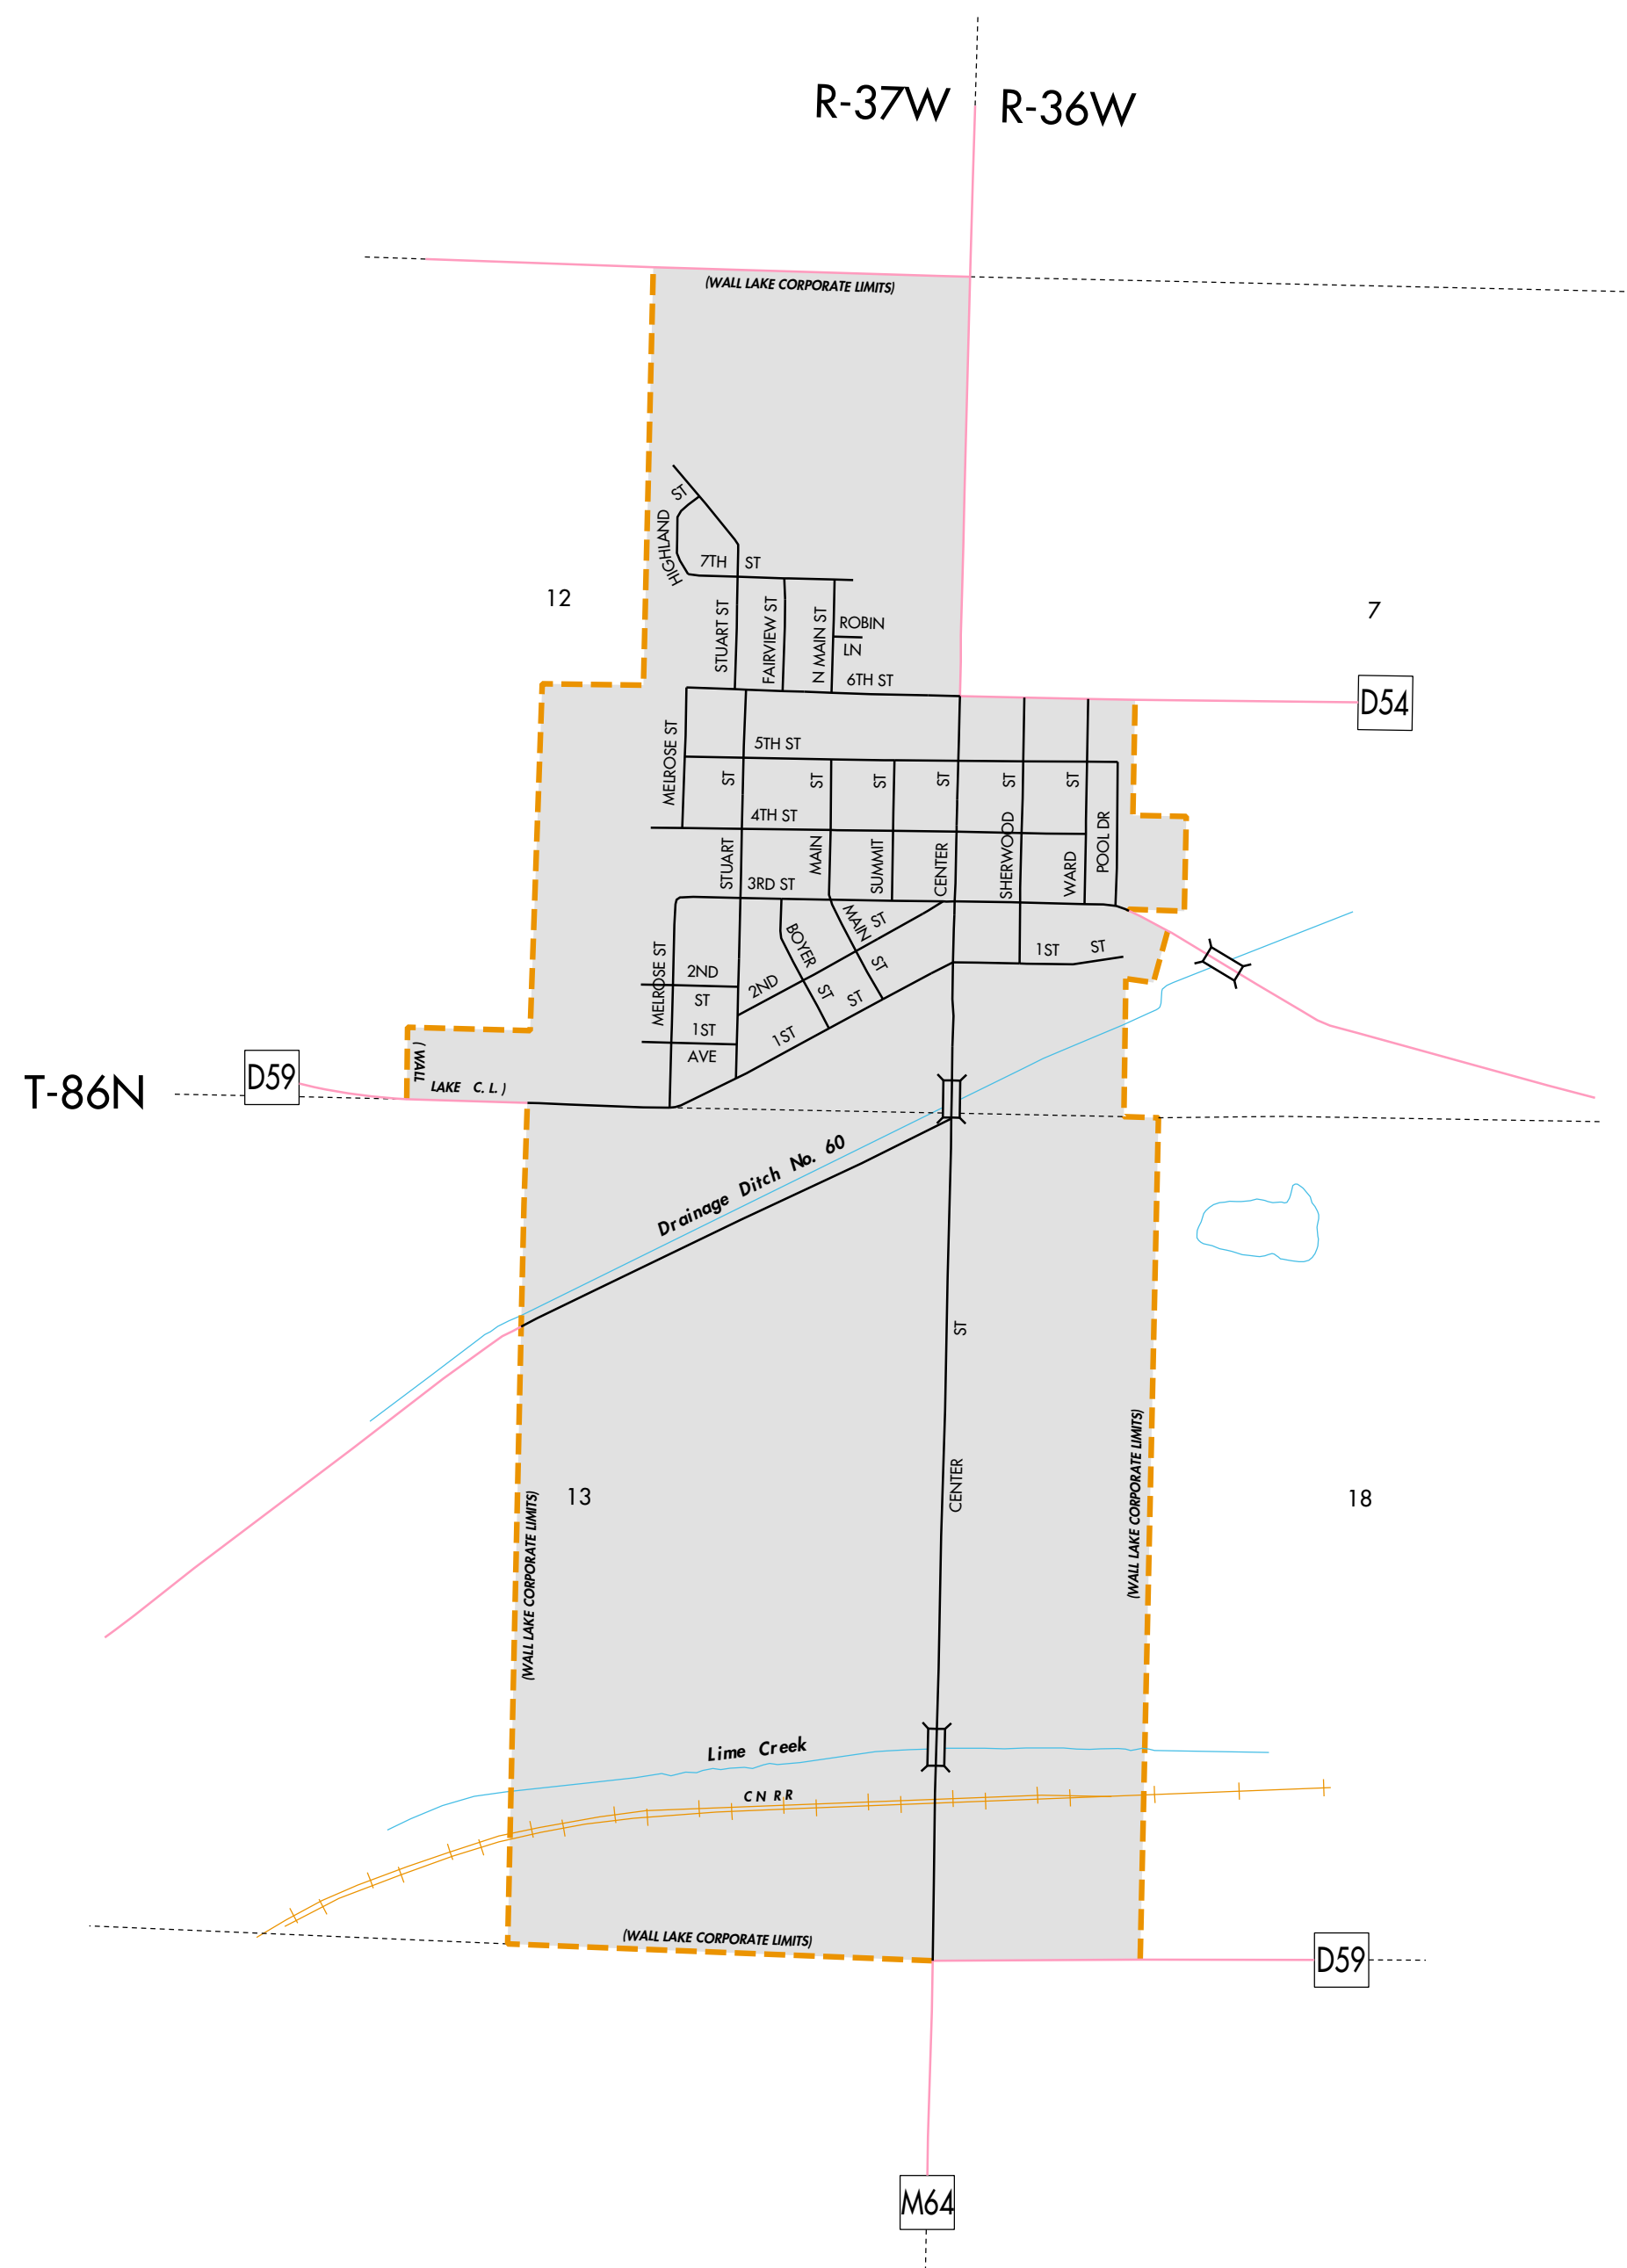 R-37W
R-36W
(WALL LAKE CORPORATE LIMITS)
HIGHLAND ST
7TH ST
12
7
STUART ST
FAIRVIEW ST
N MAIN ST
ROBIN
LN
6TH ST
D54
MELROSE ST
5TH ST
STUART ST
MAIN ST
SUMMIT ST
CENTER ST
SHERWOOD ST
WARD ST
POOL DR
4TH ST
3RD ST
BOYER ST
MAIN ST
2ND ST
1ST ST
MELROSE ST
2ND
ST
1ST
AVE
1ST ST
T-86N
D59
( WALL
LAKE C. L. )
Drainage Ditch No. 60
CENTER ST
13
18
(WALL LAKE CORPORATE LIMITS)
(WALL LAKE CORPORATE LIMITS)
Lime Creek
C N R R
(WALL LAKE CORPORATE LIMITS)
D59
M64